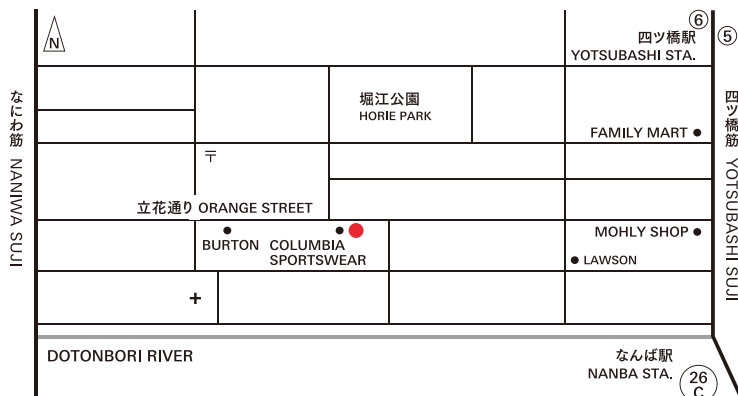 N
⑥
四ツ橋駅
YOTSUBASHI STA.
⑤
なにわ筋 NANIWA SUJI
堀江公園
HORIE PARK
四ツ橋筋 YOTSUBASHI SUJI
FAMILY MART
〒
立花通り ORANGE STREET
BURTON
COLUMBIA
SPORTSWEAR
MOHLY SHOP
LAWSON
DOTONBORI RIVER
なんば駅
NANBA STA.
26
C